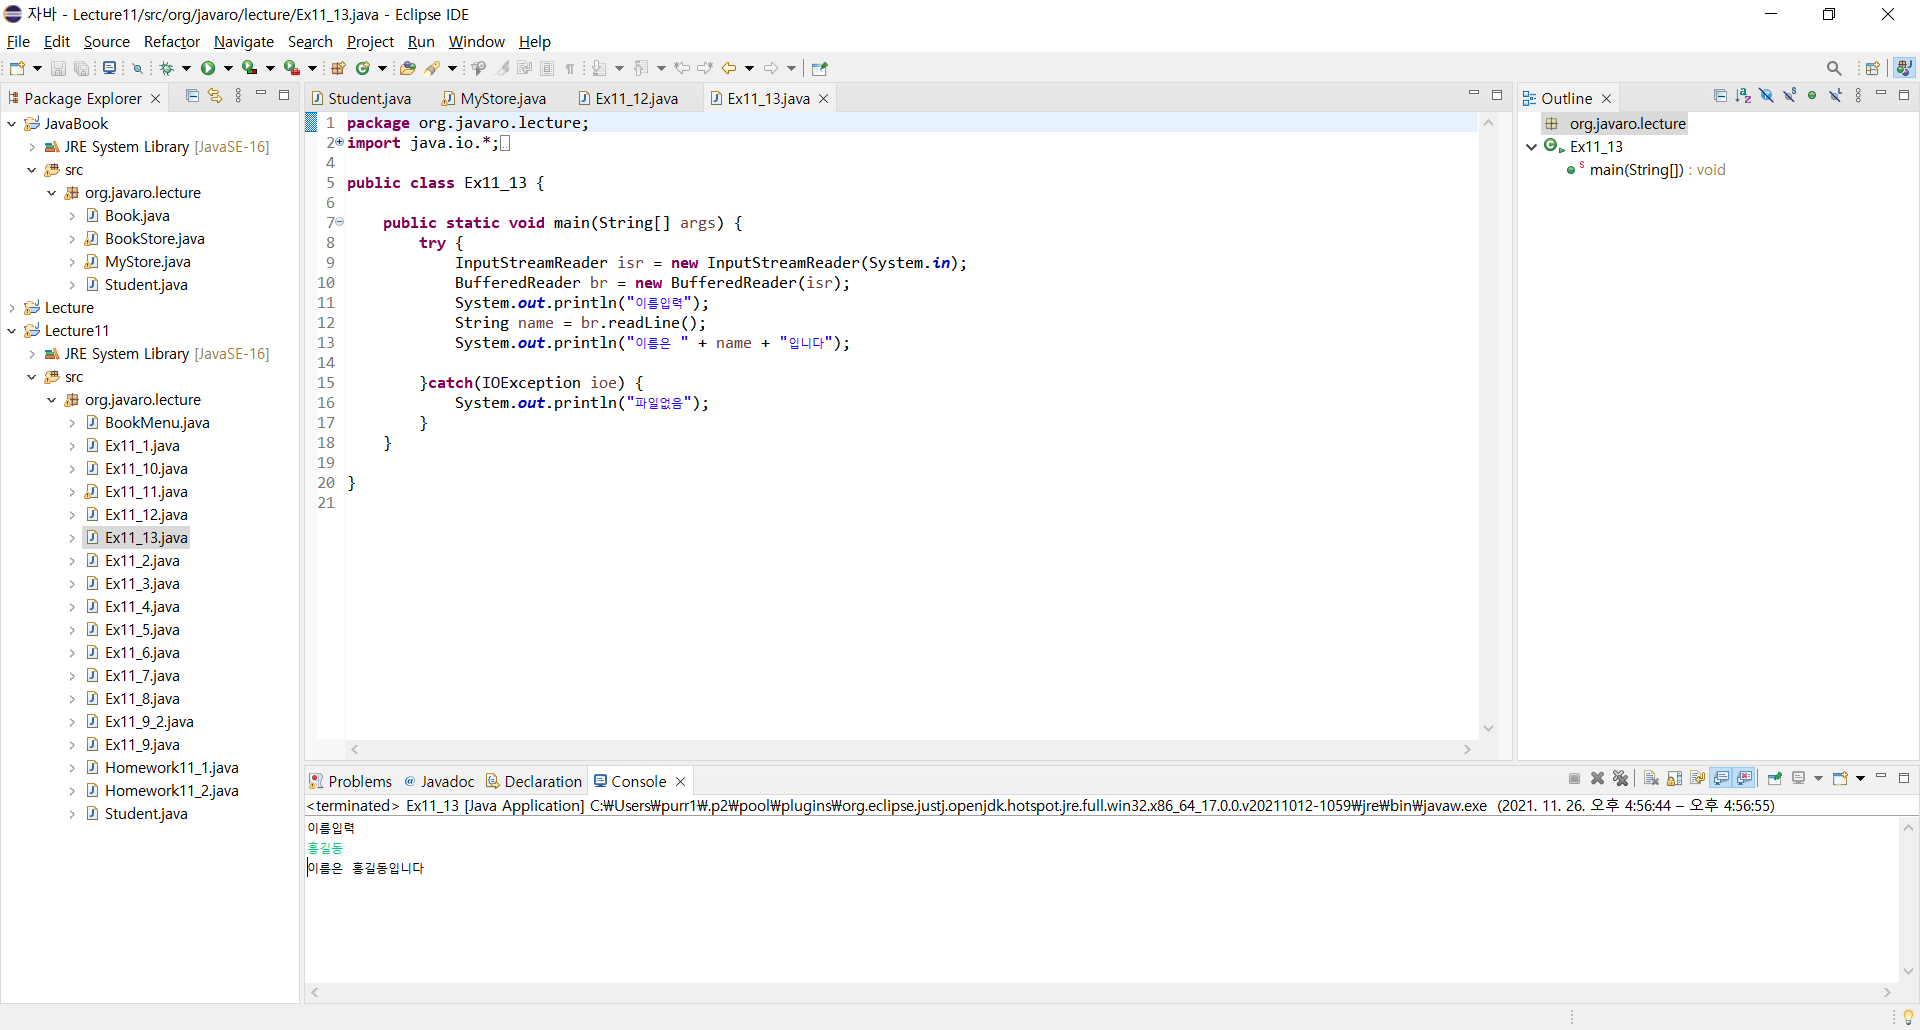 자바 - Lecture11/src/org/javaro/lecture/Ex11_13.java - Eclipse IDE
File Edit Source Refactor Navigate Search Project Run Window Help
Package Explorer
JavaBook
JRE System Library [JavaSE-16]
src
org.javaro.lecture
Book.java
BookStore.java
MyStore.java
Student.java
Lecture
Lecture11
JRE System Library [JavaSE-16]
src
org.javaro.lecture
BookMenu.java
Ex11_1.java
Ex11_10.java
Ex11_11.java
Ex11_12.java
Ex11_13.java
Ex11_2.java
Ex11_3.java
Ex11_4.java
Ex11_5.java
Ex11_6.java
Ex11_7.java
Ex11_8.java
Ex11_9_2.java
Ex11_9.java
Homework11_1.java
Homework11_2.java
Student.java
Student.java MyStore.java Ex11_12.java Ex11_13.java
1 package org.javaro.lecture;
2 import java.io.*;
4
5 public class Ex11_13 {
6
7 public static void main(String[] args) {
8 try {
9 InputStreamReader isr = new InputStreamReader(System.in);
10 BufferedReader br = new BufferedReader(isr);
11 System.out.println("이름입력");
12 String name = br.readLine();
13 System.out.println("이름은 " + name + "입니다");
14
15 }catch(IOException ioe) {
16 System.out.println("파일없음");
17 }
18 }
19
20 }
21
Outline
org.javaro.lecture
Ex11_13
main(String[]) : void
Problems Javadoc Declaration Console
<terminated> Ex11_13 [Java Application] C:₩Users₩purr1₩.p2₩pool₩plugins₩org.eclipse.justj.openjdk.hotspot.jre.full.win32.x86_64_17.0.0.v20211012-1059₩jre₩bin₩javaw.exe (2021. 11. 26. 오후 4:56:44 – 오후 4:56:55)
이름입력
홍길동
이름은 홍길동입니다